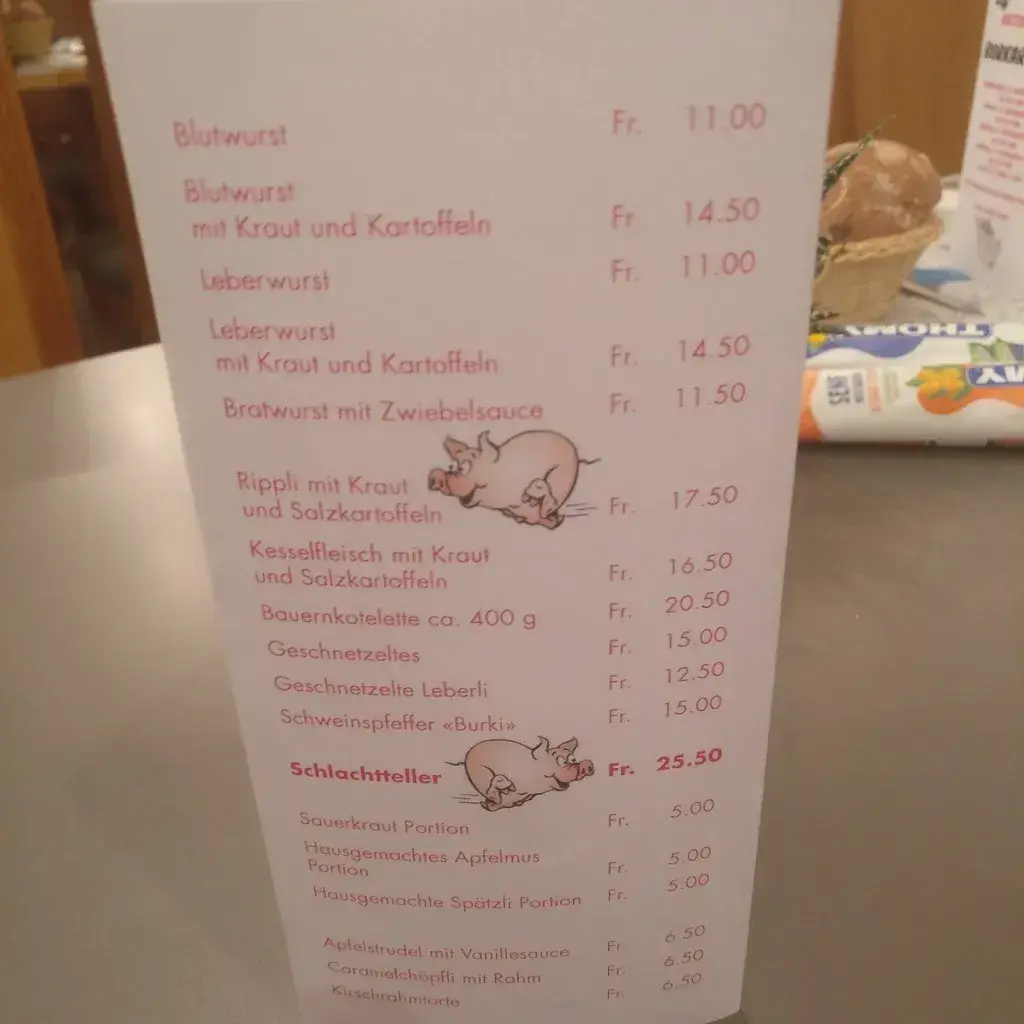 Blutwurst Fr. 11.00
Blutwurst
mit Kraut und Kartoffeln Fr 14.50
Leberwurst Fr. 11.00
Leberwurst
mit Kraut und Kartoffeln Fr. 14.50
Bratwurst mit Zwiebelsauce Fr. 11.50
Rippli mit Kraut
und Salzkartoffeln Fr. 17.50
Kesselfleisch mit Kraut
und Salzkartoffeln Fr. 16.50
Bauernkotelette ca. 400 g Fr. 20.50
Geschnetzeltes Fr. 15.00
Geschnetzelte Leberli Fr. 12.50
Schweinspfeffer «Burki» Fr. 15.00
Schlachtteller Fr. 25.50
Sauerkraut Portion Fr. 5.00
Hausgemachtes Apfelmus
Portion Fr. 5.00
Hausgemachte Spätzli Portion Fr. 5.00
Apfelstrudel mit Vanillesauce Fr 6.50
Caramelchöpfli mit Rahm Fr. 6.50
Kirschrahmtorte Fr. 6.50
THOMY
SENF
MY